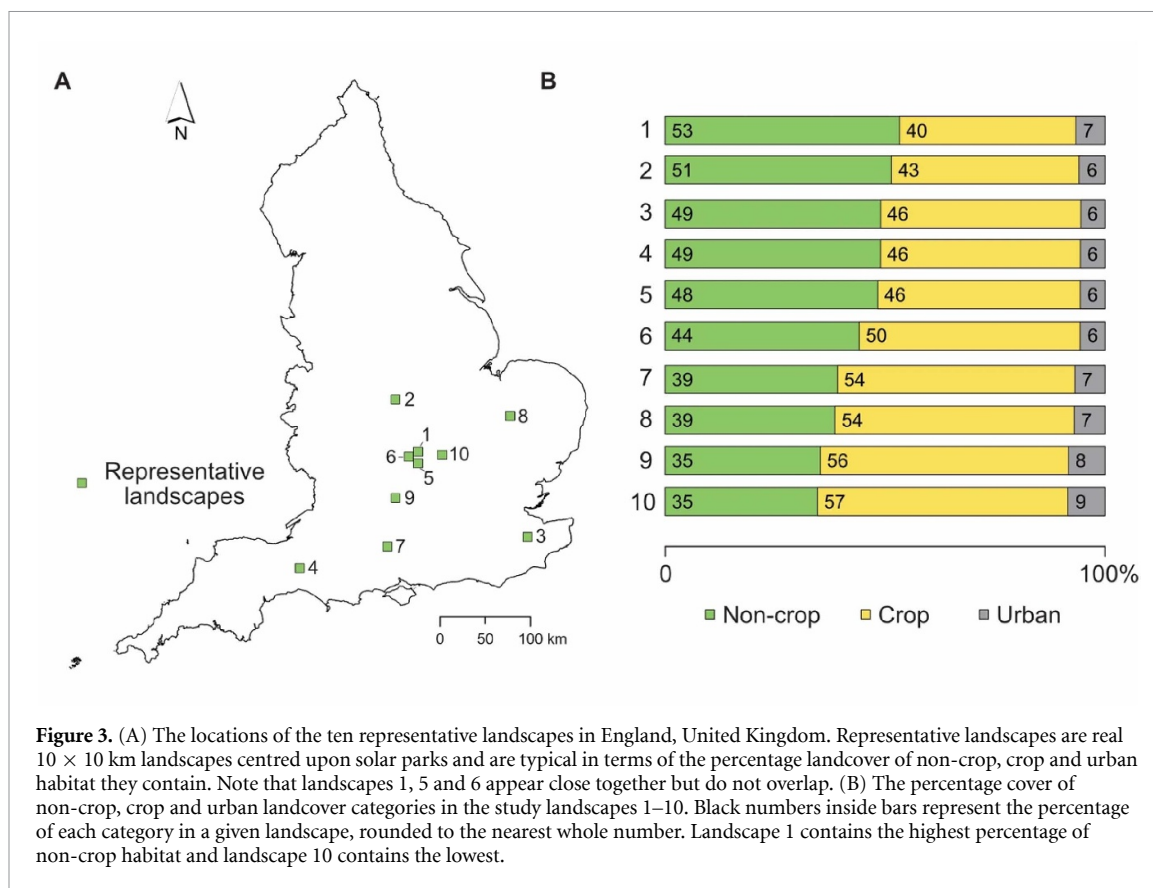 A
B
N
1
2
3
4
5
6
7
8
9
10
Representative
landscapes
0 50 100 km
1 53 40 7
2 51 43 6
3 49 46 6
4 49 46 6
5 48 46 6
6 44 50 6
7 39 54 7
8 39 54 7
9 35 56 8
10 35 57 9
0 100%
Non-crop Crop Urban
Figure 3. (A) The locations of the ten representative landscapes in England, United Kingdom. Representative landscapes are real
10 × 10 km landscapes centred upon solar parks and are typical in terms of the percentage landcover of non-crop, crop and urban
habitat they contain. Note that landscapes 1, 5 and 6 appear close together but do not overlap. (B) The percentage cover of
non-crop, crop and urban landcover categories in the study landscapes 1–10. Black numbers inside bars represent the percentage
of each category in a given landscape, rounded to the nearest whole number. Landscape 1 contains the highest percentage of
non-crop habitat and landscape 10 contains the lowest.